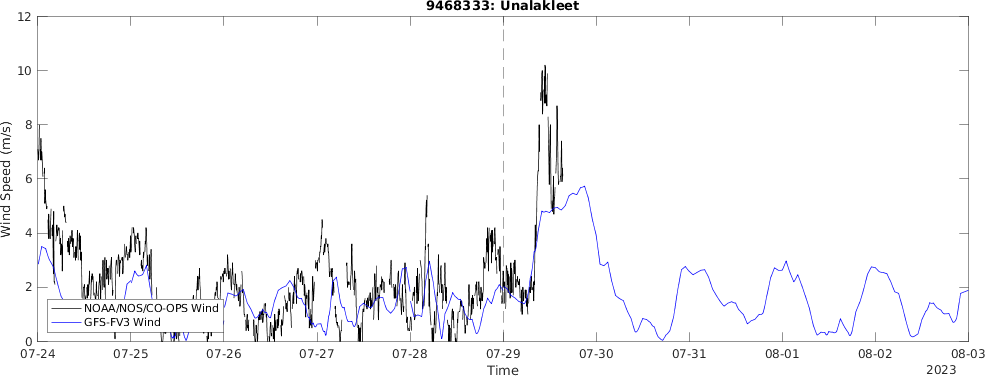 9468333: Unalakleet
12
10
8
6
4
2
0
Wind Speed (m/s)
NOAA/NOS/CO-OPS Wind
GFS-FV3 Wind
07-24 07-25 07-26 07-27 07-28 07-29 07-30 07-31 08-01 08-02 08-03
Time
2023